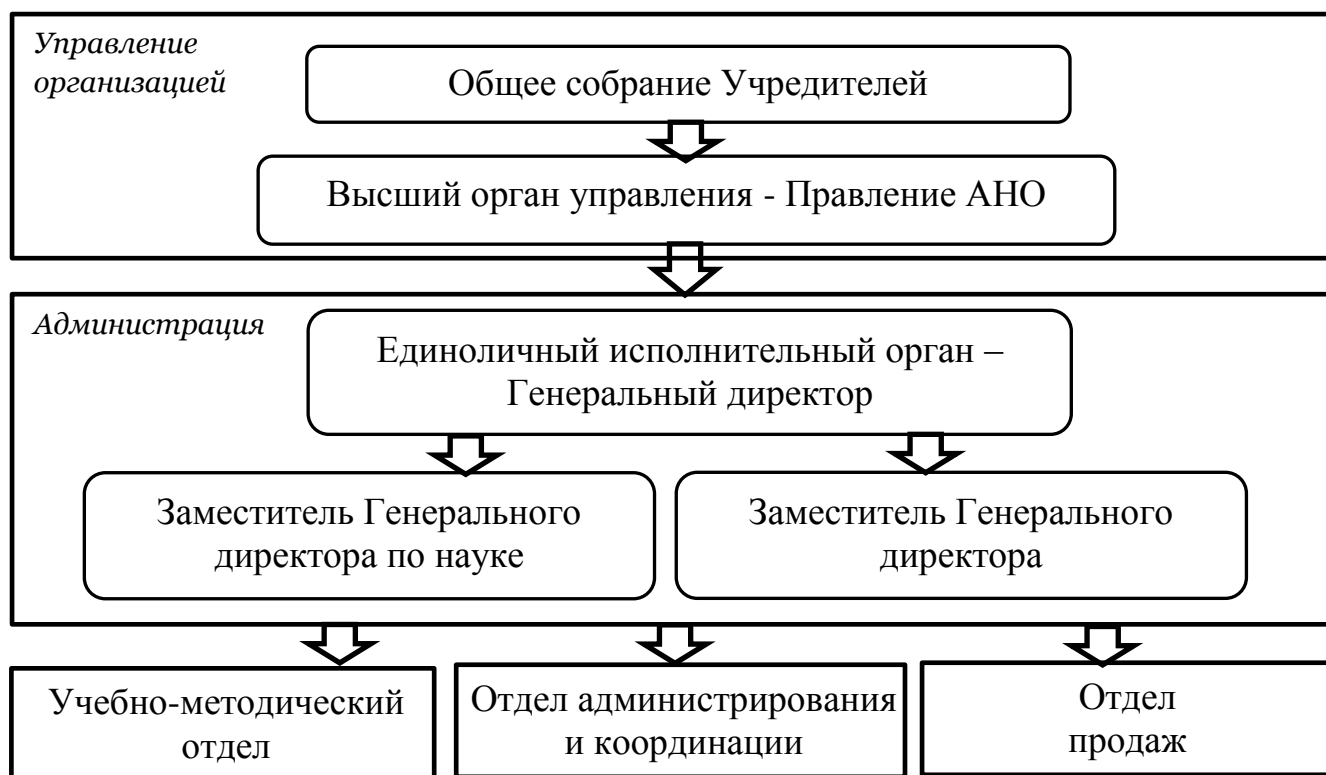 Управление
организацией
Общее собрание Учредителей
Высший орган управления - Правление АНО
Администрация
Единоличный исполнительный орган –
Генеральный директор
Заместитель Генерального
директора по науке
Заместитель Генерального
директора
Учебно-методический
отдел
Отдел администрирования
и координации
Отдел
продаж